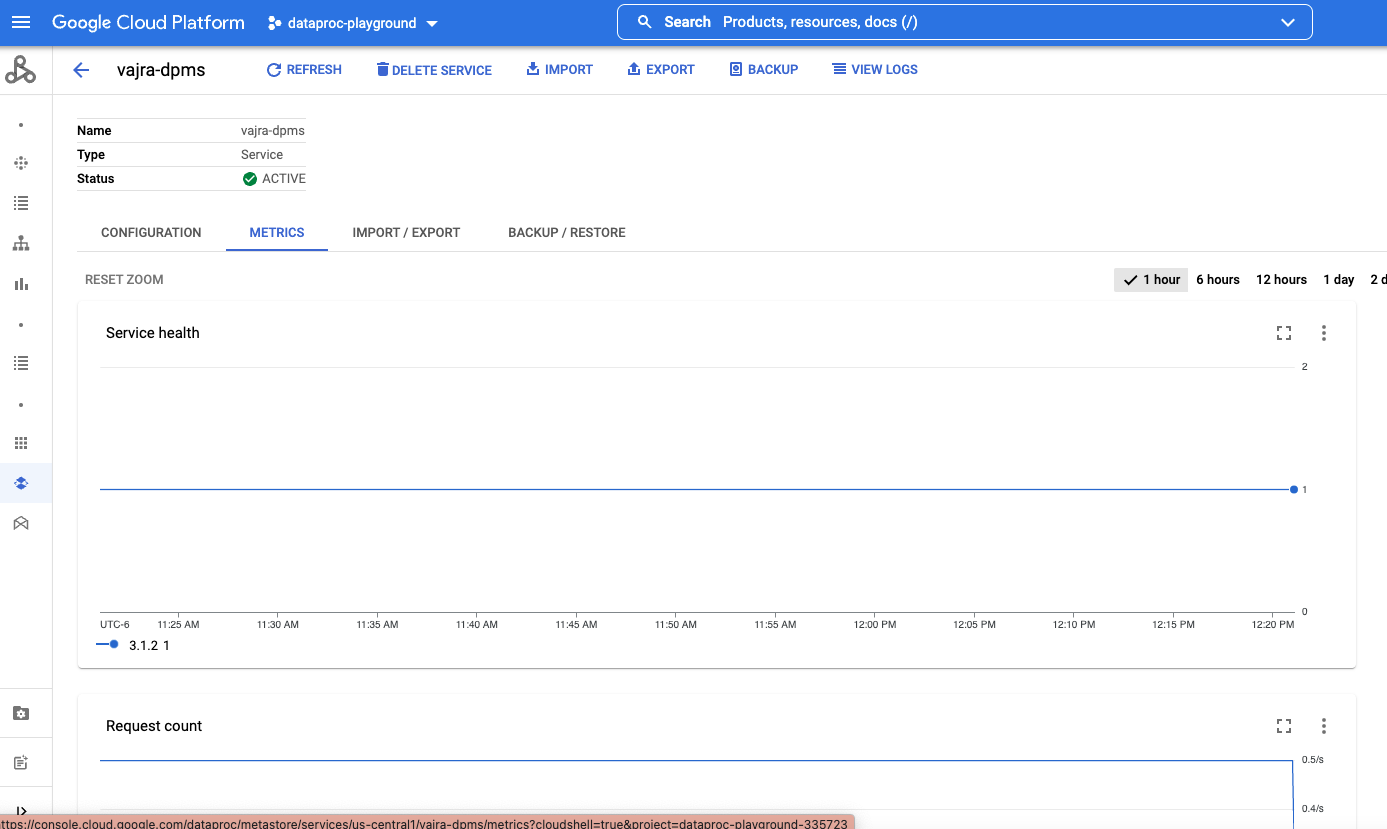 Google Cloud Platform dataproc-playground Search Products, resources, docs (/)
vajra-dpms REFRESH DELETE SERVICE IMPORT EXPORT BACKUP VIEW LOGS
Name vajra-dpms
Type Service
Status ACTIVE
CONFIGURATION METRICS IMPORT / EXPORT BACKUP / RESTORE
RESET ZOOM 1 hour 6 hours 12 hours 1 day 2 d
Service health
2
1
0
UTC-6 11:25 AM 11:30 AM 11:35 AM 11:40 AM 11:45 AM 11:50 AM 11:55 AM 12:00 PM 12:05 PM 12:10 PM 12:15 PM 12:20 PM
3.1.2 1
Request count
0.5/s
0.4/s
ttps://console.cloud.google.com/dataproc/metastore/services/us-central1/vajra-dpms/metrics?cloudshell=true&project=dataproc-playground-335723